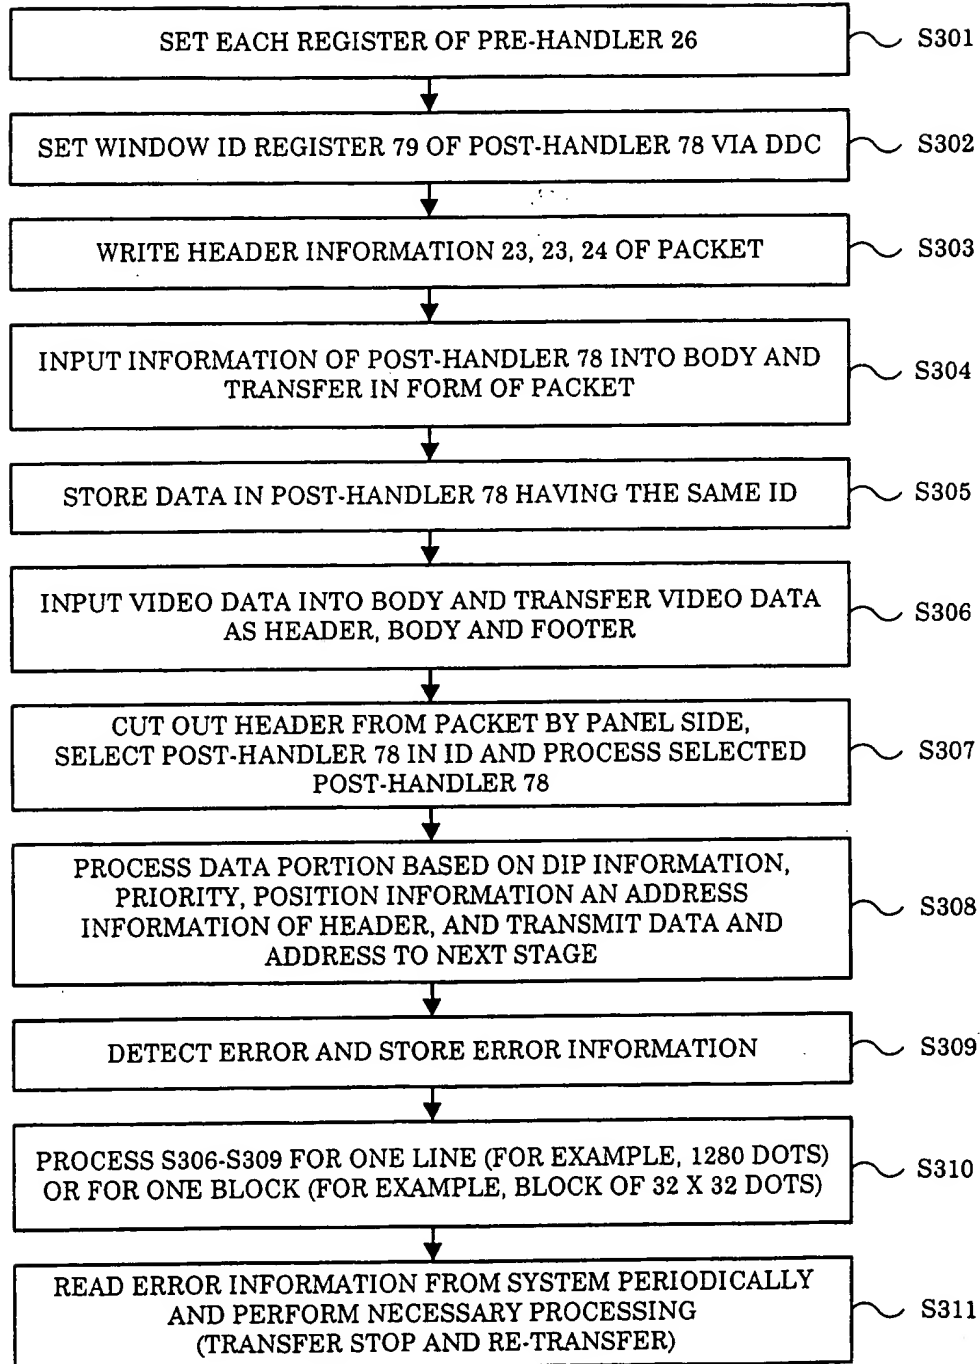 SET EACH REGISTER OF PRE-HANDLER 26
S301
SET WINDOW ID REGISTER 79 OF POST-HANDLER 78 VIA DDC
S302
WRITE HEADER INFORMATION 23, 23, 24 OF PACKET
S303
INPUT INFORMATION OF POST-HANDLER 78 INTO BODY AND
TRANSFER IN FORM OF PACKET
S304
STORE DATA IN POST-HANDLER 78 HAVING THE SAME ID
S305
INPUT VIDEO DATA INTO BODY AND TRANSFER VIDEO DATA
AS HEADER, BODY AND FOOTER
S306
CUT OUT HEADER FROM PACKET BY PANEL SIDE,
SELECT POST-HANDLER 78 IN ID AND PROCESS SELECTED
POST-HANDLER 78
S307
PROCESS DATA PORTION BASED ON DIP INFORMATION,
PRIORITY, POSITION INFORMATION AN ADDRESS
INFORMATION OF HEADER, AND TRANSMIT DATA AND
ADDRESS TO NEXT STAGE
S308
DETECT ERROR AND STORE ERROR INFORMATION
S309
PROCESS S306-S309 FOR ONE LINE (FOR EXAMPLE, 1280 DOTS)
OR FOR ONE BLOCK (FOR EXAMPLE, BLOCK OF 32 X 32 DOTS)
S310
READ ERROR INFORMATION FROM SYSTEM PERIODICALLY
AND PERFORM NECESSARY PROCESSING
(TRANSFER STOP AND RE-TRANSFER)
S311